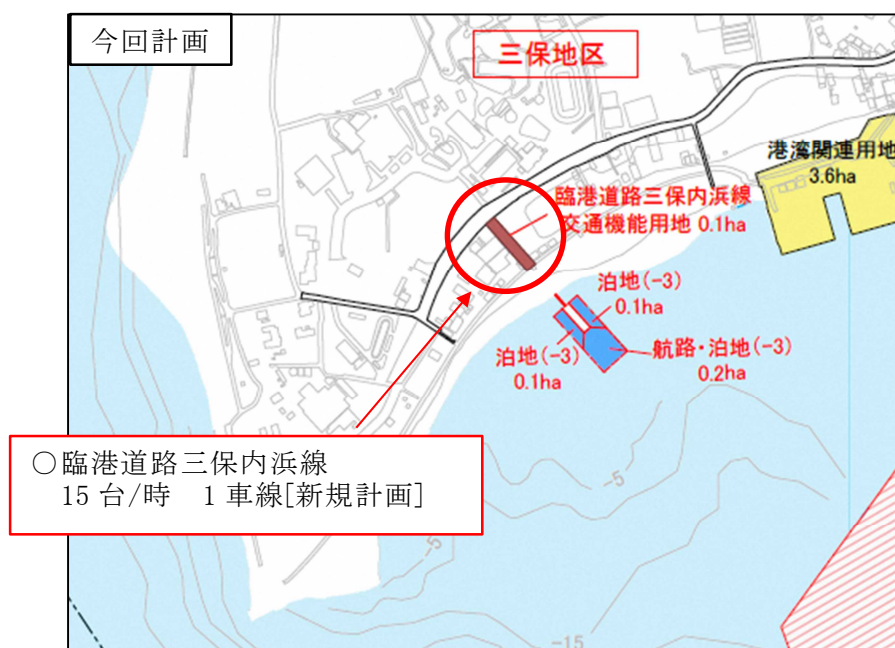 今回計画
三保地区
港湾関連用地
3.6ha
臨港道路三保内浜線
交通機能用地 0.1ha
泊地(-3)
0.1ha
泊地(-3)
0.1ha
航路・泊地(-3)
0.2ha
○臨港道路三保内浜線
15 台/時　1 車線[新規計画]
-5
-5
-15